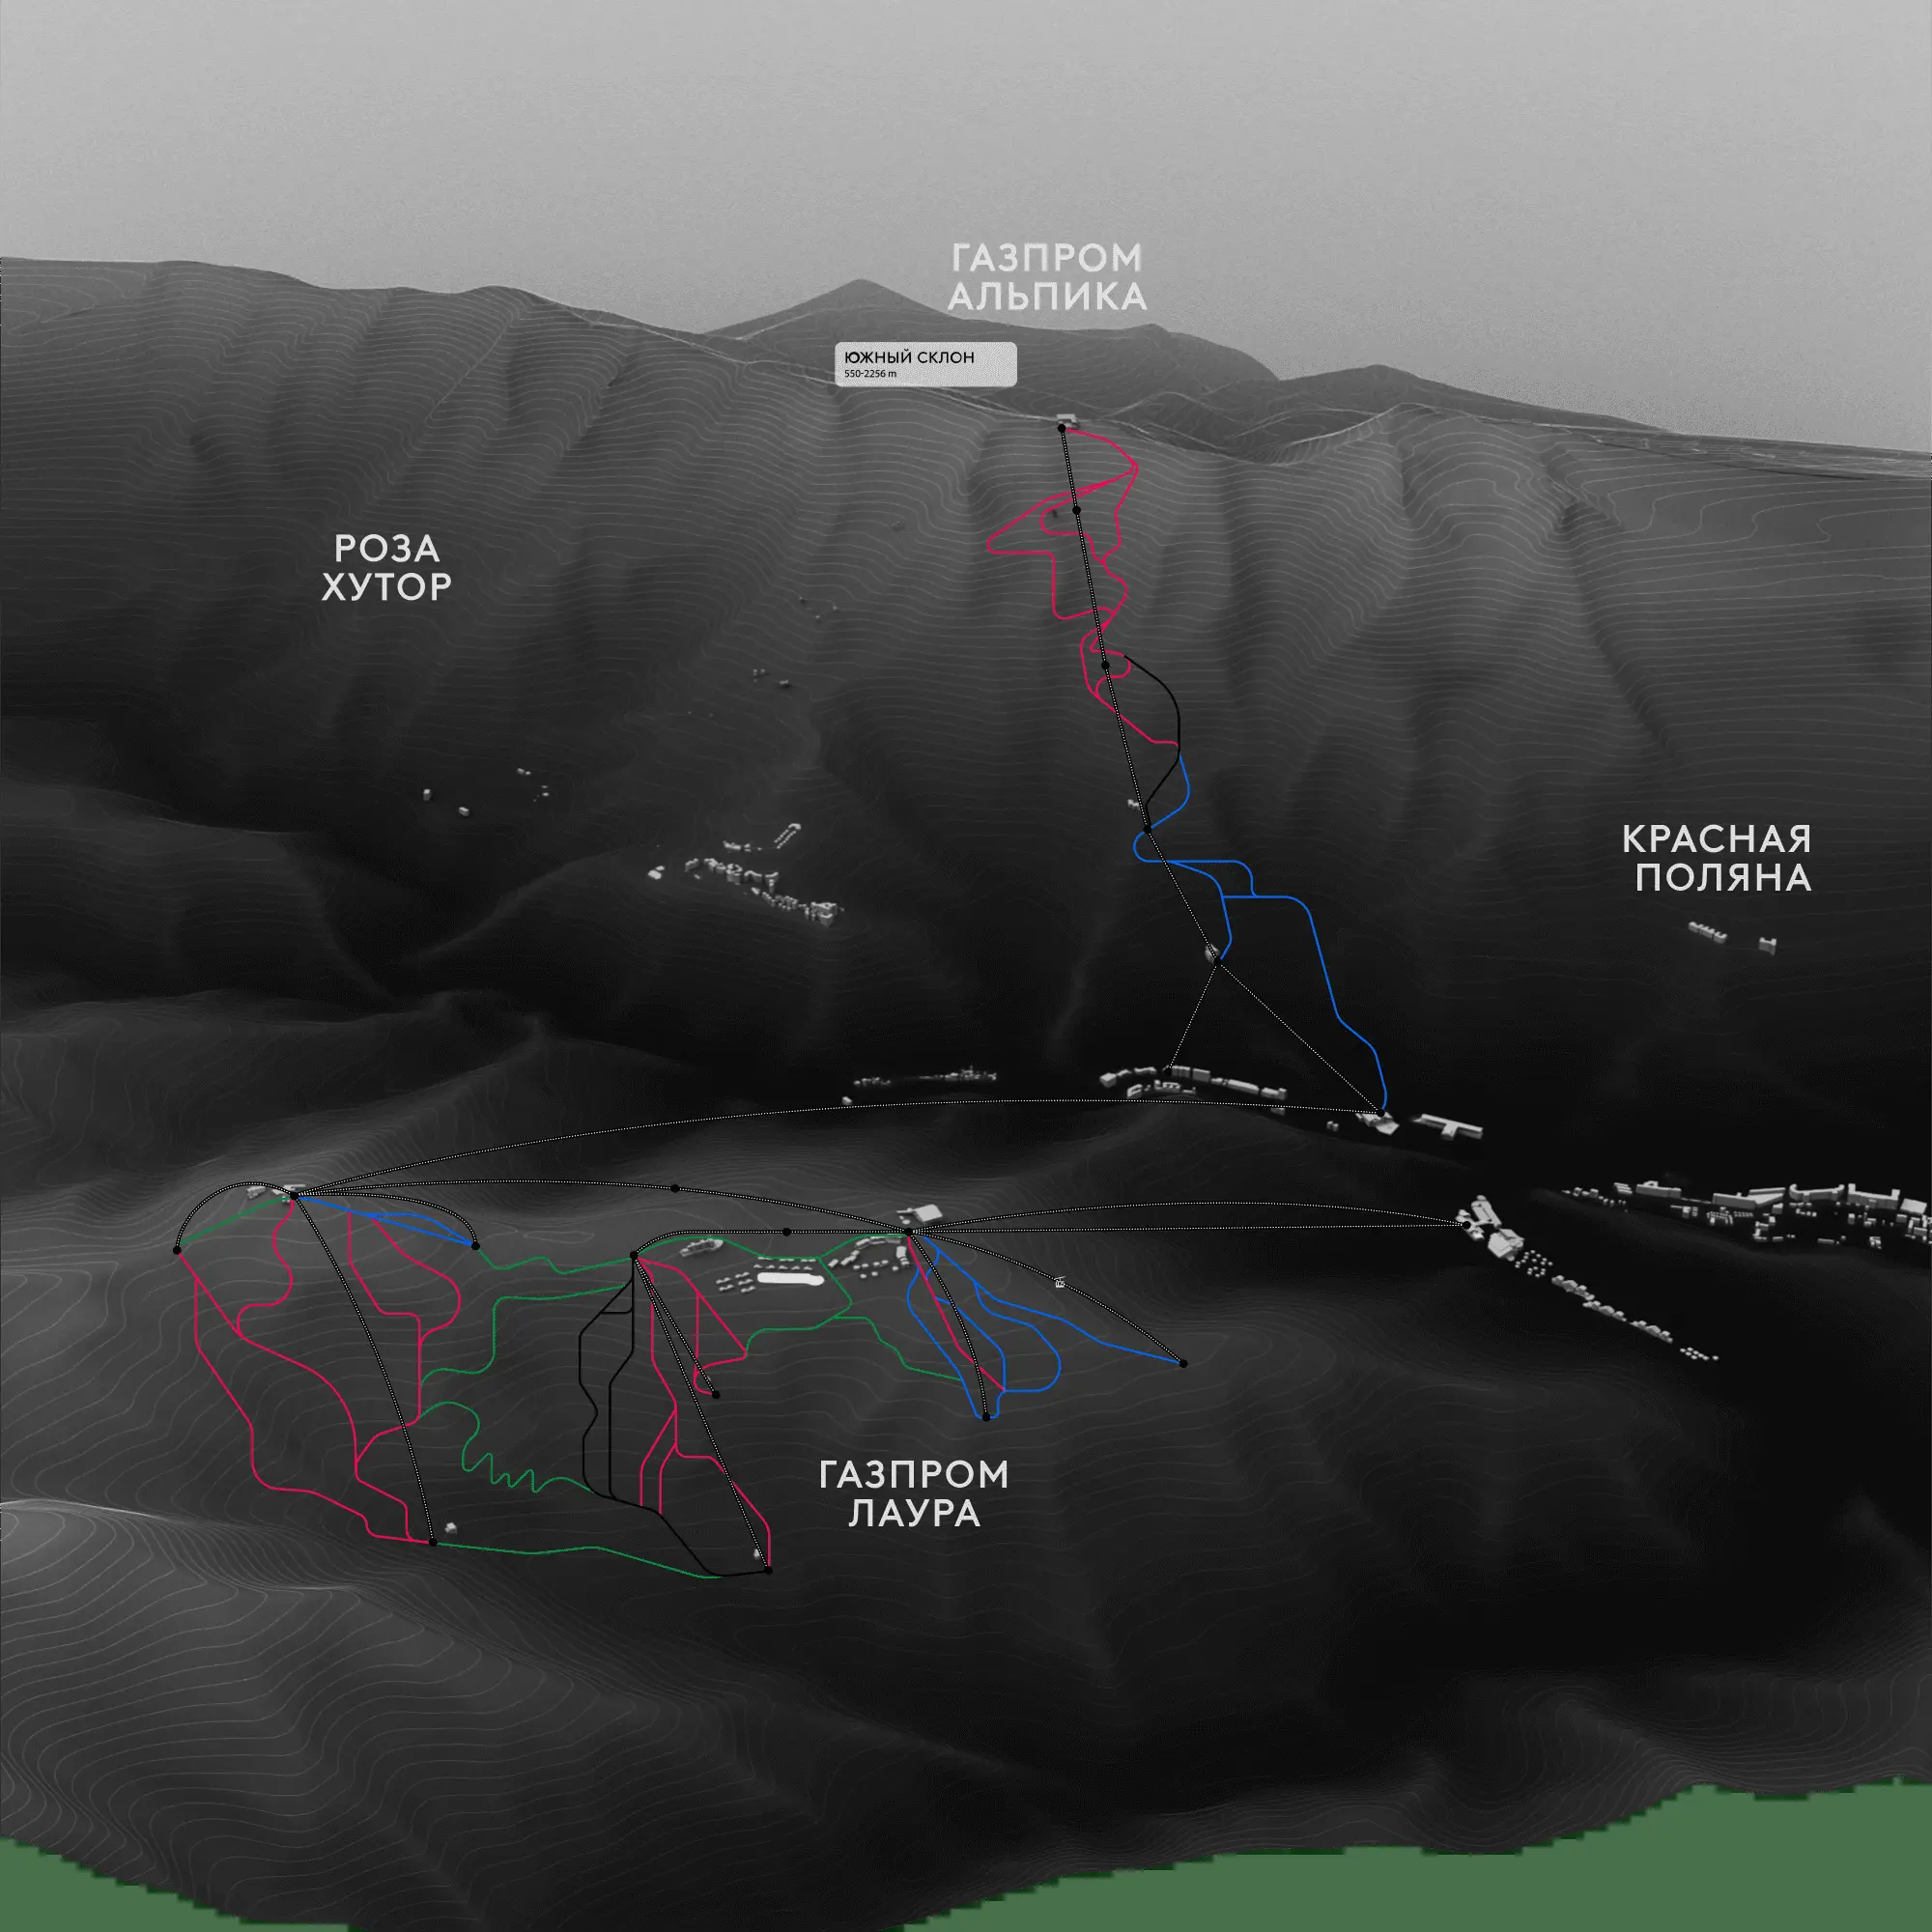 ГАЗПРОМ
АЛЬПИКА
ЮЖНЫЙ СКЛОН
550-2256 m
РОЗА
ХУТОР
КРАСНАЯ
ПОЛЯНА
ГАЗПРОМ
ЛАУРА